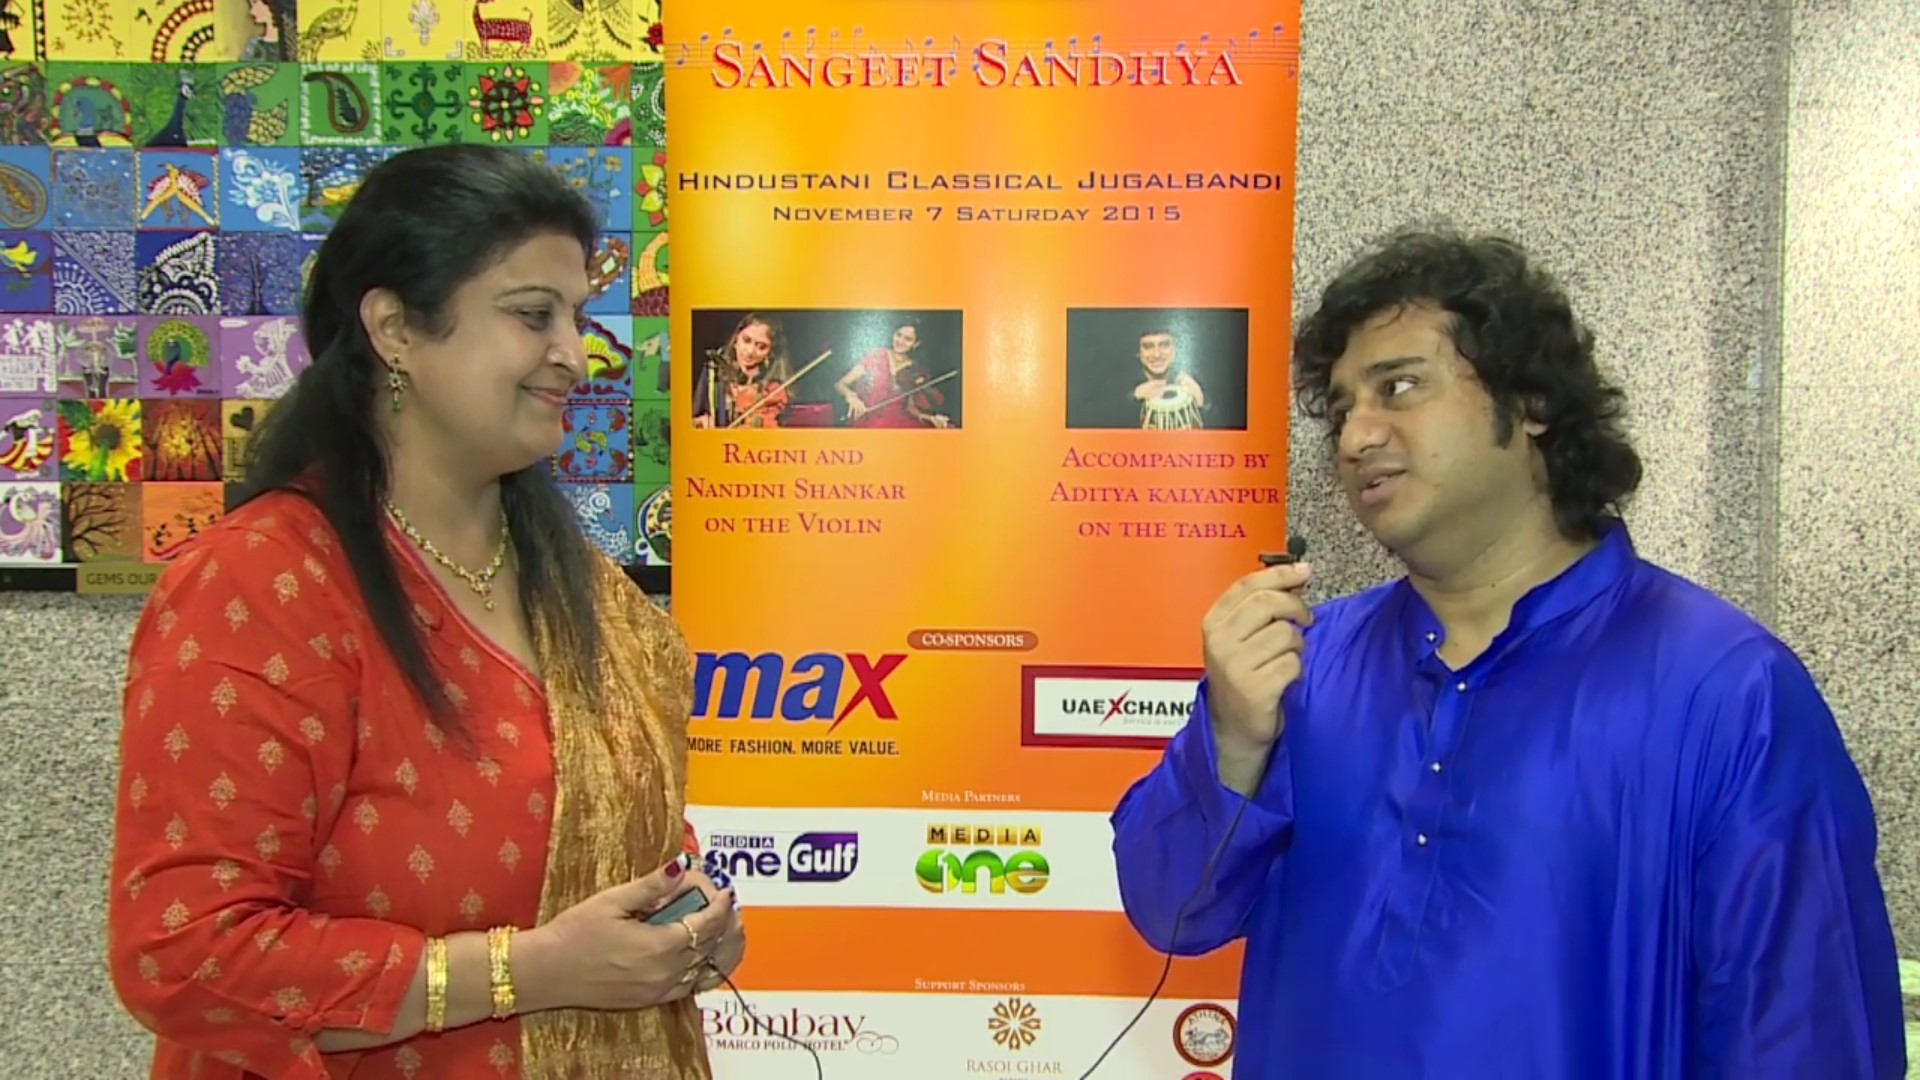 SANGEET SANDHYA
HINDUSTANI CLASSICAL JUGALBANDI
NOVEMBER 7 SATURDAY 2015
RAGINI AND
NANDINI SHANKAR
ON THE VIOLIN
ACCOMPANIED BY
ADITYA KALYANPUR
ON THE TABLA
CO-SPONSORS
max
MORE FASHION. MORE VALUE.
UAEXCHANG
MEDIA PARTNERS
MEDIA
one Gulf
MEDIA
one
SUPPORT SPONSORS
The
Bombay
MARCO POLO HOTEL
RASOI GHAR
ATHENA
GEMS OUR